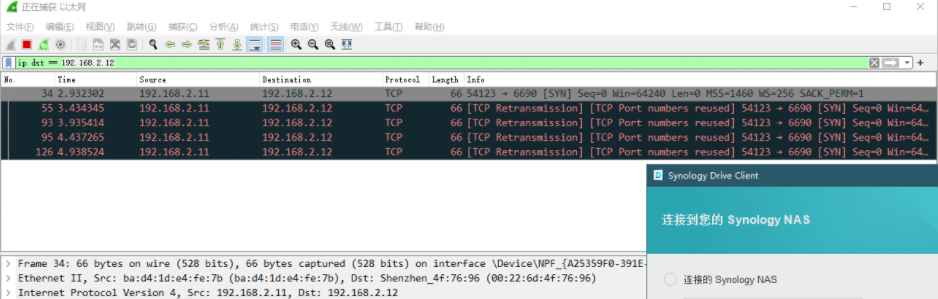 正在捕获 以太网
文件(F) 编辑(E) 视图(V) 跳转(G) 捕获(C) 分析(A) 统计(S) 电话(Y) 无线(W) 工具(T) 帮助(H)
ip.dst == 192.168.2.12
No. Time Source Destination Protocol Length Info
34 2.932302 192.168.2.11 192.168.2.12 TCP 66 54123 → 6690 [SYN] Seq=0 Win=64240 Len=0 MSS=1460 WS=256 SACK_PERM=1
55 3.434345 192.168.2.11 192.168.2.12 TCP 66 [TCP Retransmission] [TCP Port numbers reused] 54123 → 6690 [SYN] Seq=0 Win=64…
93 3.935414 192.168.2.11 192.168.2.12 TCP 66 [TCP Retransmission] [TCP Port numbers reused] 54123 → 6690 [SYN] Seq=0 Win=64…
95 4.437265 192.168.2.11 192.168.2.12 TCP 66 [TCP Retransmission] [TCP Port numbers reused] 54123 → 6690 [SYN] Seq=0 Win=64…
126 4.938524 192.168.2.11 192.168.2.12 TCP 66 [TCP Retransmission] [TCP Port numbers reused] 54123 → 6690 [SYN] Seq=0 Win=64…
Synology Drive Client
连接到您的 Synology NAS
连接的 Synology NAS
Frame 34: 66 bytes on wire (528 bits), 66 bytes captured (528 bits) on interface \Device\NPF_{A25359F0-391E-
Ethernet II, Src: ba:d4:1d:e4:fe:7b (ba:d4:1d:e4:fe:7b), Dst: Shenzhen_4f:76:96 (00:22:6d:4f:76:96)
Internet Protocol Version 4, Src: 192.168.2.11, Dst: 192.168.2.12